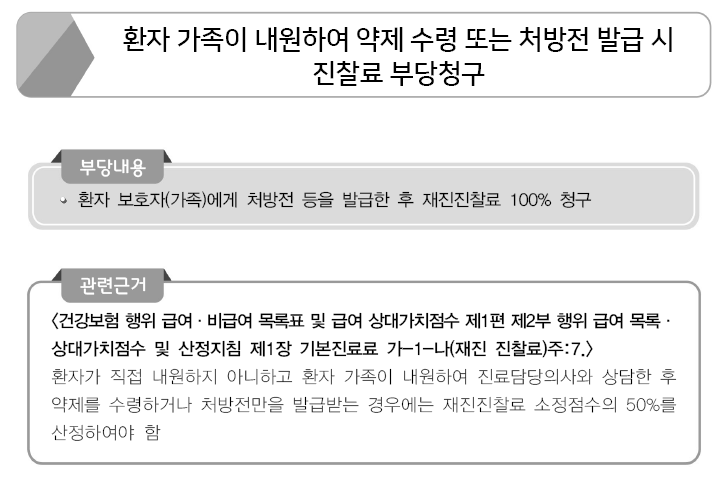 환자 가족이 내원하여 약제 수령 또는 처방전 발급 시
진찰료 부당청구
부당내용
환자 보호자(가족)에게 처방전 등을 발급한 후 재진진찰료 100% 청구
관련근거
<건강보험 행위 급여·비급여 목록표 및 급여 상대가치점수 제1편 제2부 행위 급여 목록·
상대가치점수 및 산정지침 제1장 기본진료료 가-1-나(재진 진찰료)주:7.>
환자가 직접 내원하지 아니하고 환자 가족이 내원하여 진료담당의사와 상담한 후
약제를 수령하거나 처방전만을 발급받는 경우에는 재진진찰료 소정점수의 50%를
산정하여야 함